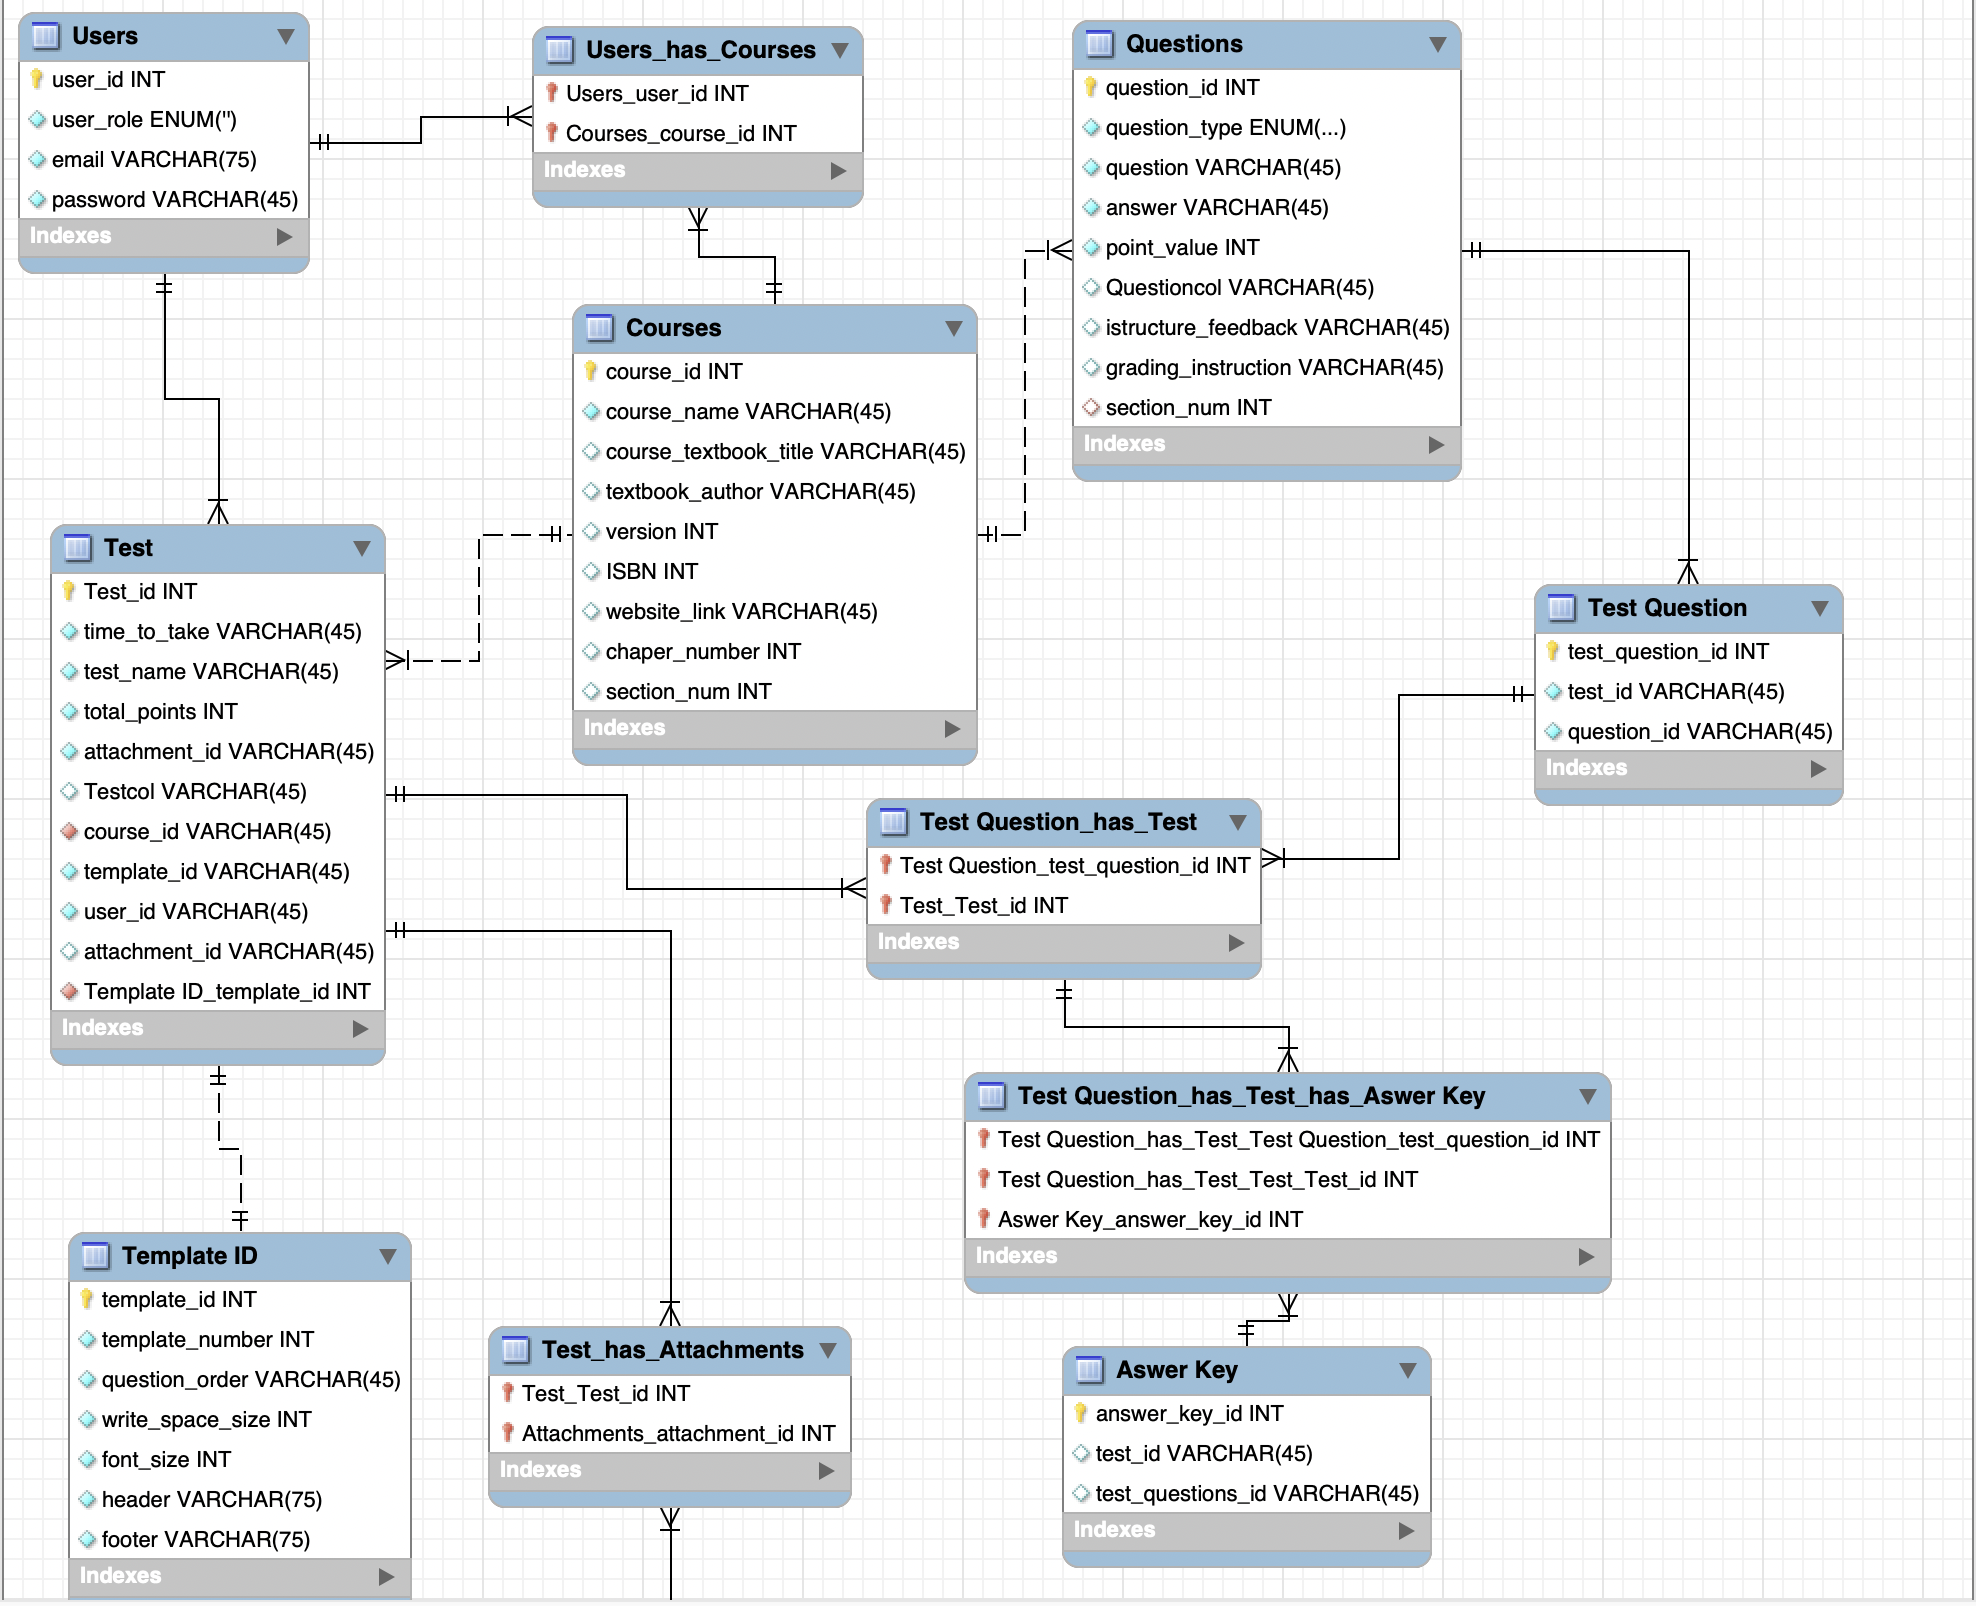 Users
user_id INT
user_role ENUM('')
email VARCHAR(75)
password VARCHAR(45)
Indexes
Users_has_Courses
Users_user_id INT
Courses_course_id INT
Indexes
Questions
question_id INT
question_type ENUM(...)
question VARCHAR(45)
answer VARCHAR(45)
point_value INT
Questioncol VARCHAR(45)
istructure_feedback VARCHAR(45)
grading_instruction VARCHAR(45)
section_num INT
Indexes
Courses
course_id INT
course_name VARCHAR(45)
course_textbook_title VARCHAR(45)
textbook_author VARCHAR(45)
version INT
ISBN INT
website_link VARCHAR(45)
chaper_number INT
section_num INT
Indexes
Test
Test_id INT
time_to_take VARCHAR(45)
test_name VARCHAR(45)
total_points INT
attachment_id VARCHAR(45)
Testcol VARCHAR(45)
course_id VARCHAR(45)
template_id VARCHAR(45)
user_id VARCHAR(45)
attachment_id VARCHAR(45)
Template ID_template_id INT
Indexes
Test Question
test_question_id INT
test_id VARCHAR(45)
question_id VARCHAR(45)
Indexes
Test Question_has_Test
Test Question_test_question_id INT
Test_Test_id INT
Indexes
Test Question_has_Test_has_Aswer Key
Test Question_has_Test_Test Question_test_question_id INT
Test Question_has_Test_Test_Test_id INT
Aswer Key_answer_key_id INT
Indexes
Template ID
template_id INT
template_number INT
question_order VARCHAR(45)
write_space_size INT
font_size INT
header VARCHAR(75)
footer VARCHAR(75)
Indexes
Test_has_Attachments
Test_Test_id INT
Attachments_attachment_id INT
Indexes
Aswer Key
answer_key_id INT
test_id VARCHAR(45)
test_questions_id VARCHAR(45)
Indexes